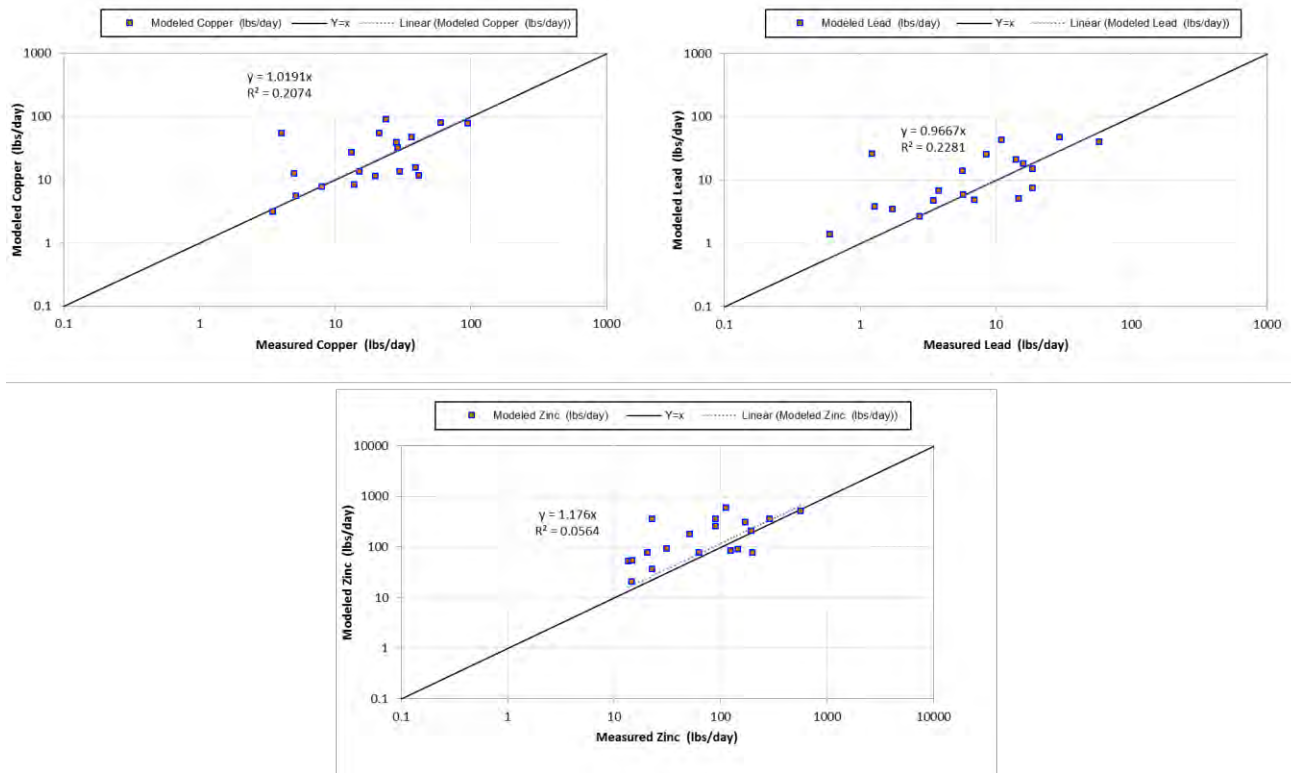 Modeled Copper (lbs/day) Y=x Linear (Modeled Copper (lbs/day))
1000
100
10
1
0.1
Modeled Copper (lbs/day)
y = 1.0191x
R² = 0.2074
0.1 1 10 100 1000
Measured Copper (lbs/day)
Modeled Lead (lbs/day) Y=x Linear (Modeled Lead (lbs/day))
1000
100
10
1
0.1
Modeled Lead (lbs/day)
y = 0.9667x
R² = 0.2281
0.1 1 10 100 1000
Measured Lead (lbs/day)
Modeled Zinc (lbs/day) Y=x Linear (Modeled Zinc (lbs/day))
10000
1000
100
10
1
0.1
Modeled Zinc (lbs/day)
y = 1.176x
R² = 0.0564
0.1 1 10 100 1000 10000
Measured Zinc (lbs/day)